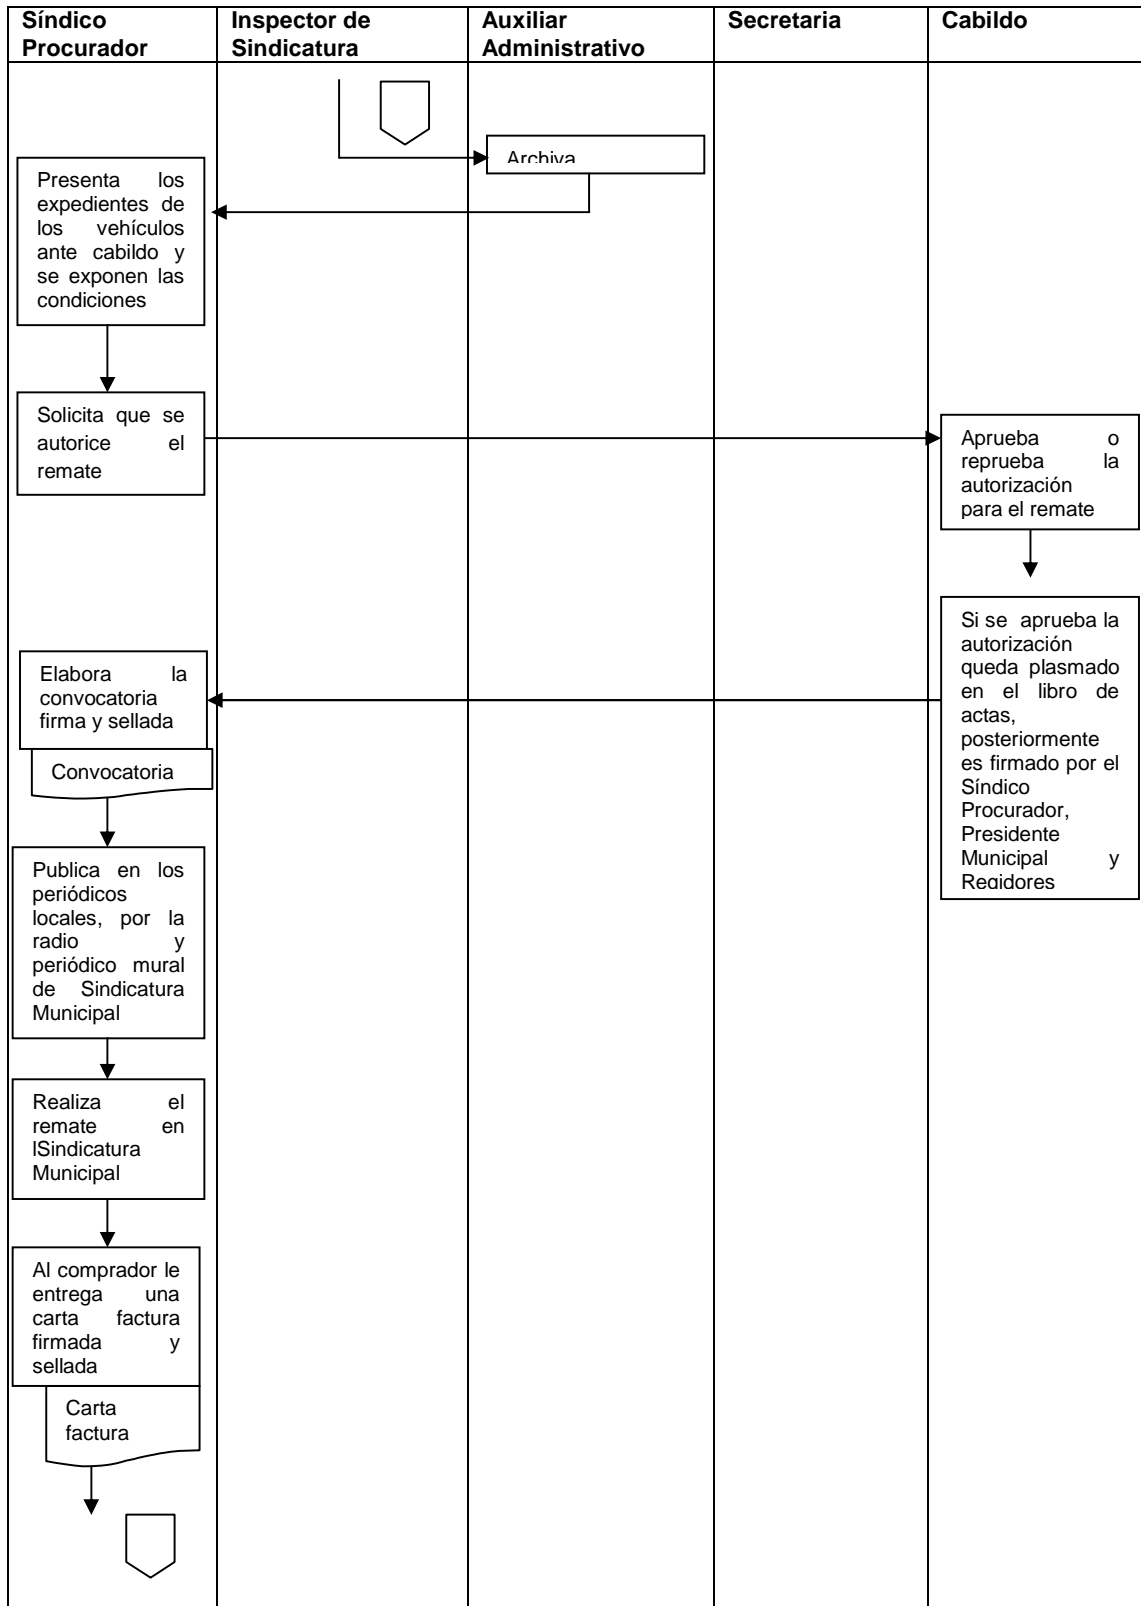 Síndico
Procurador
Inspector de
Sindicatura
Auxiliar
Administrativo
Secretaria
Cabildo
Archiva
Presenta los
expedientes de
los vehículos
ante cabildo y
se exponen las
condiciones
Solicita que se
autorice el
remate
Aprueba o
reprueba la
autorización
para el remate
Si se aprueba la
autorización
queda plasmado
en el libro de
actas,
posteriormente
es firmado por el
Síndico
Procurador,
Presidente
Municipal y
Regidores
Elabora la
convocatoria
firma y sellada
Convocatoria
Publica en los
periódicos
locales, por la
radio y
periódico mural
de Sindicatura
Municipal
Realiza el
remate en
lSindicatura
Municipal
Al comprador le
entrega una
carta factura
firmada y
sellada
Carta
factura